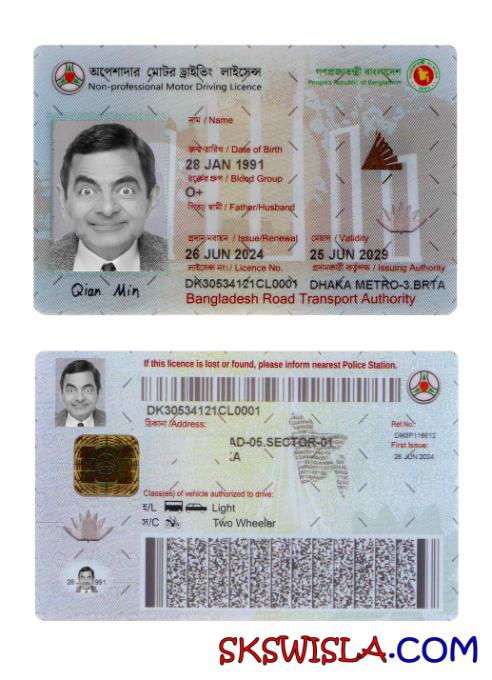 অপেশাদার মোটর ড্রাইভিং লাইসেন্স
Non-professional Motor Driving Licence
গণপ্রজাতন্ত্রী বাংলাদেশ
People's Republic of Bangladesh
নাম / Name
জন্ম তারিখ / Date of Birth
28 JAN 1991
রক্তের গ্রুপ / Blood Group
O+
পিতা/ স্বামী / Father/Husband
প্রদান/নবায়ন / Issue/Renewal
মেয়াদ / Validity
26 JUN 2024
25 JUN 2029
লাইসেন্স নং / Licence No.
প্রদানকারী কর্তৃপক্ষ / Issuing Authority
DK30534121CL0001
DHAKA METRO-3.BRTA
Bangladesh Road Transport Authority
Qian Min
If this licence is lost or found, please inform nearest Police Station.
DK30534121CL0001
ঠিকানা /Address:
AD-05.SECTOR-01
KA
Ref.No.:
DM3P116612
First Issue:
26 JUN 2024
Class(es) of vehicle authorized to drive:
হ/L Light
স/C Two Wheeler
28 991
SKSWISLA.COM